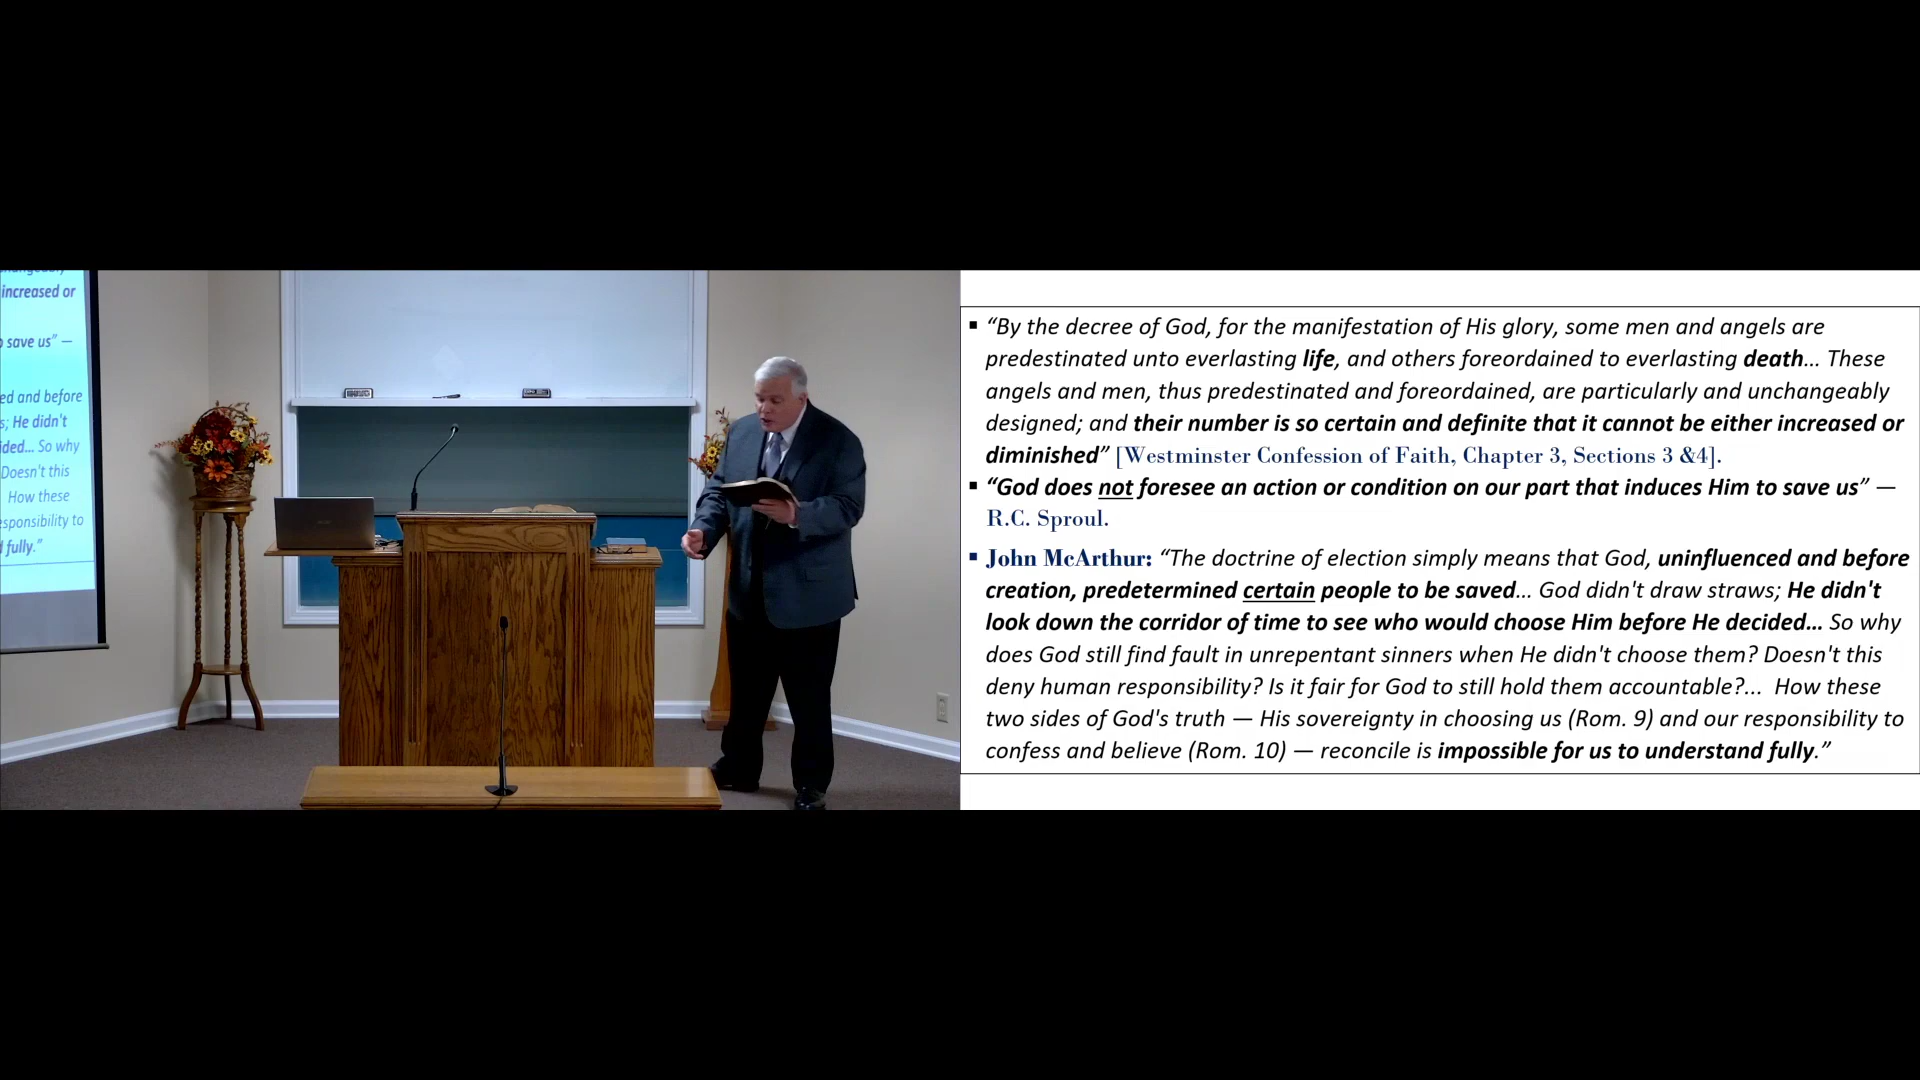 increased or
save us” —
ed and before
s; He didn't
ided... So why
Doesn't this
How these
esponsibility to
fully.”
▪ “By the decree of God, for the manifestation of His glory, some men and angels are
predestinated unto everlasting life, and others foreordained to everlasting death... These
angels and men, thus predestinated and foreordained, are particularly and unchangeably
designed; and their number is so certain and definite that it cannot be either increased or
diminished” [Westminster Confession of Faith, Chapter 3, Sections 3 &4].
▪ “God does not foresee an action or condition on our part that induces Him to save us” —
R.C. Sproul.
▪ John McArthur: “The doctrine of election simply means that God, uninfluenced and before
creation, predetermined certain people to be saved... God didn't draw straws; He didn't
look down the corridor of time to see who would choose Him before He decided... So why
does God still find fault in unrepentant sinners when He didn't choose them? Doesn't this
deny human responsibility? Is it fair for God to still hold them accountable?... How these
two sides of God's truth — His sovereignty in choosing us (Rom. 9) and our responsibility to
confess and believe (Rom. 10) — reconcile is impossible for us to understand fully.”